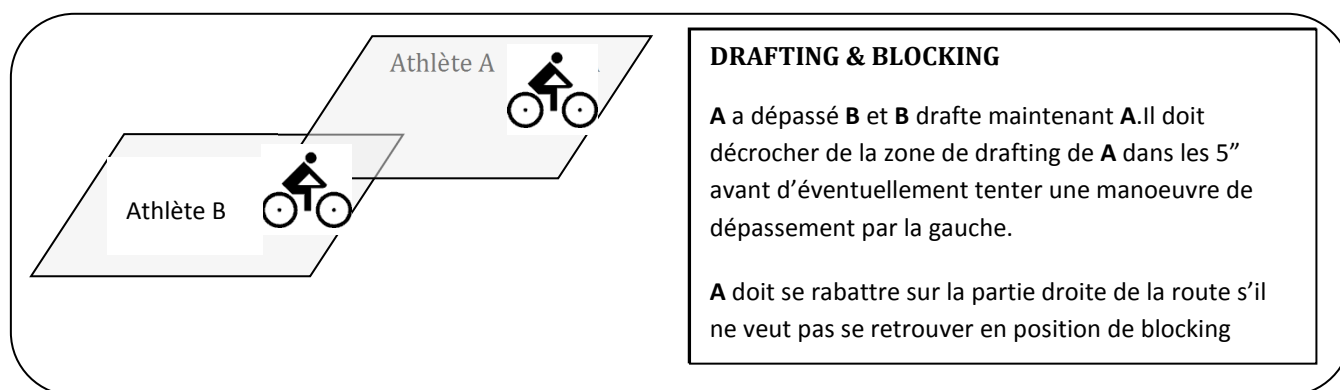 Athlète A
Athlète B
DRAFTING & BLOCKING
A a dépassé B et B drafte maintenant A.Il doit
décrocher de la zone de drafting de A dans les 5”
avant d’éventuellement tenter une manoeuvre de
dépassement par la gauche.
A doit se rabattre sur la partie droite de la route s’il
ne veut pas se retrouver en position de blocking